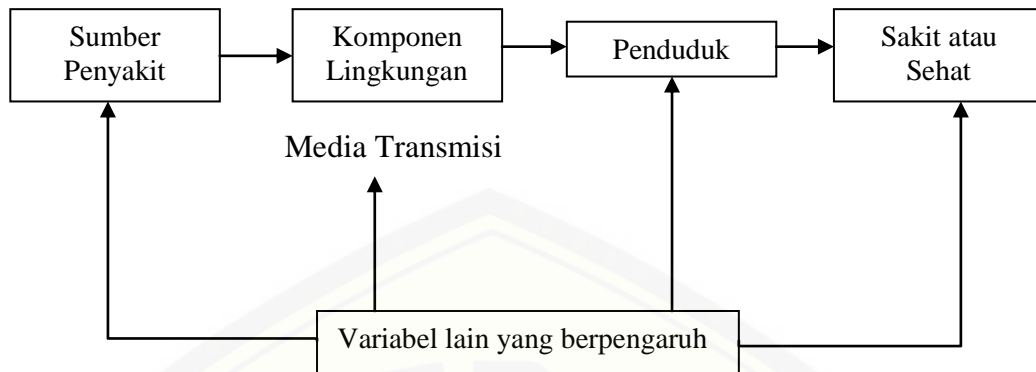 Sumber
Penyakit
Komponen
Lingkungan
Penduduk
Sakit atau
Sehat
Media Transmisi
Variabel lain yang berpengaruh